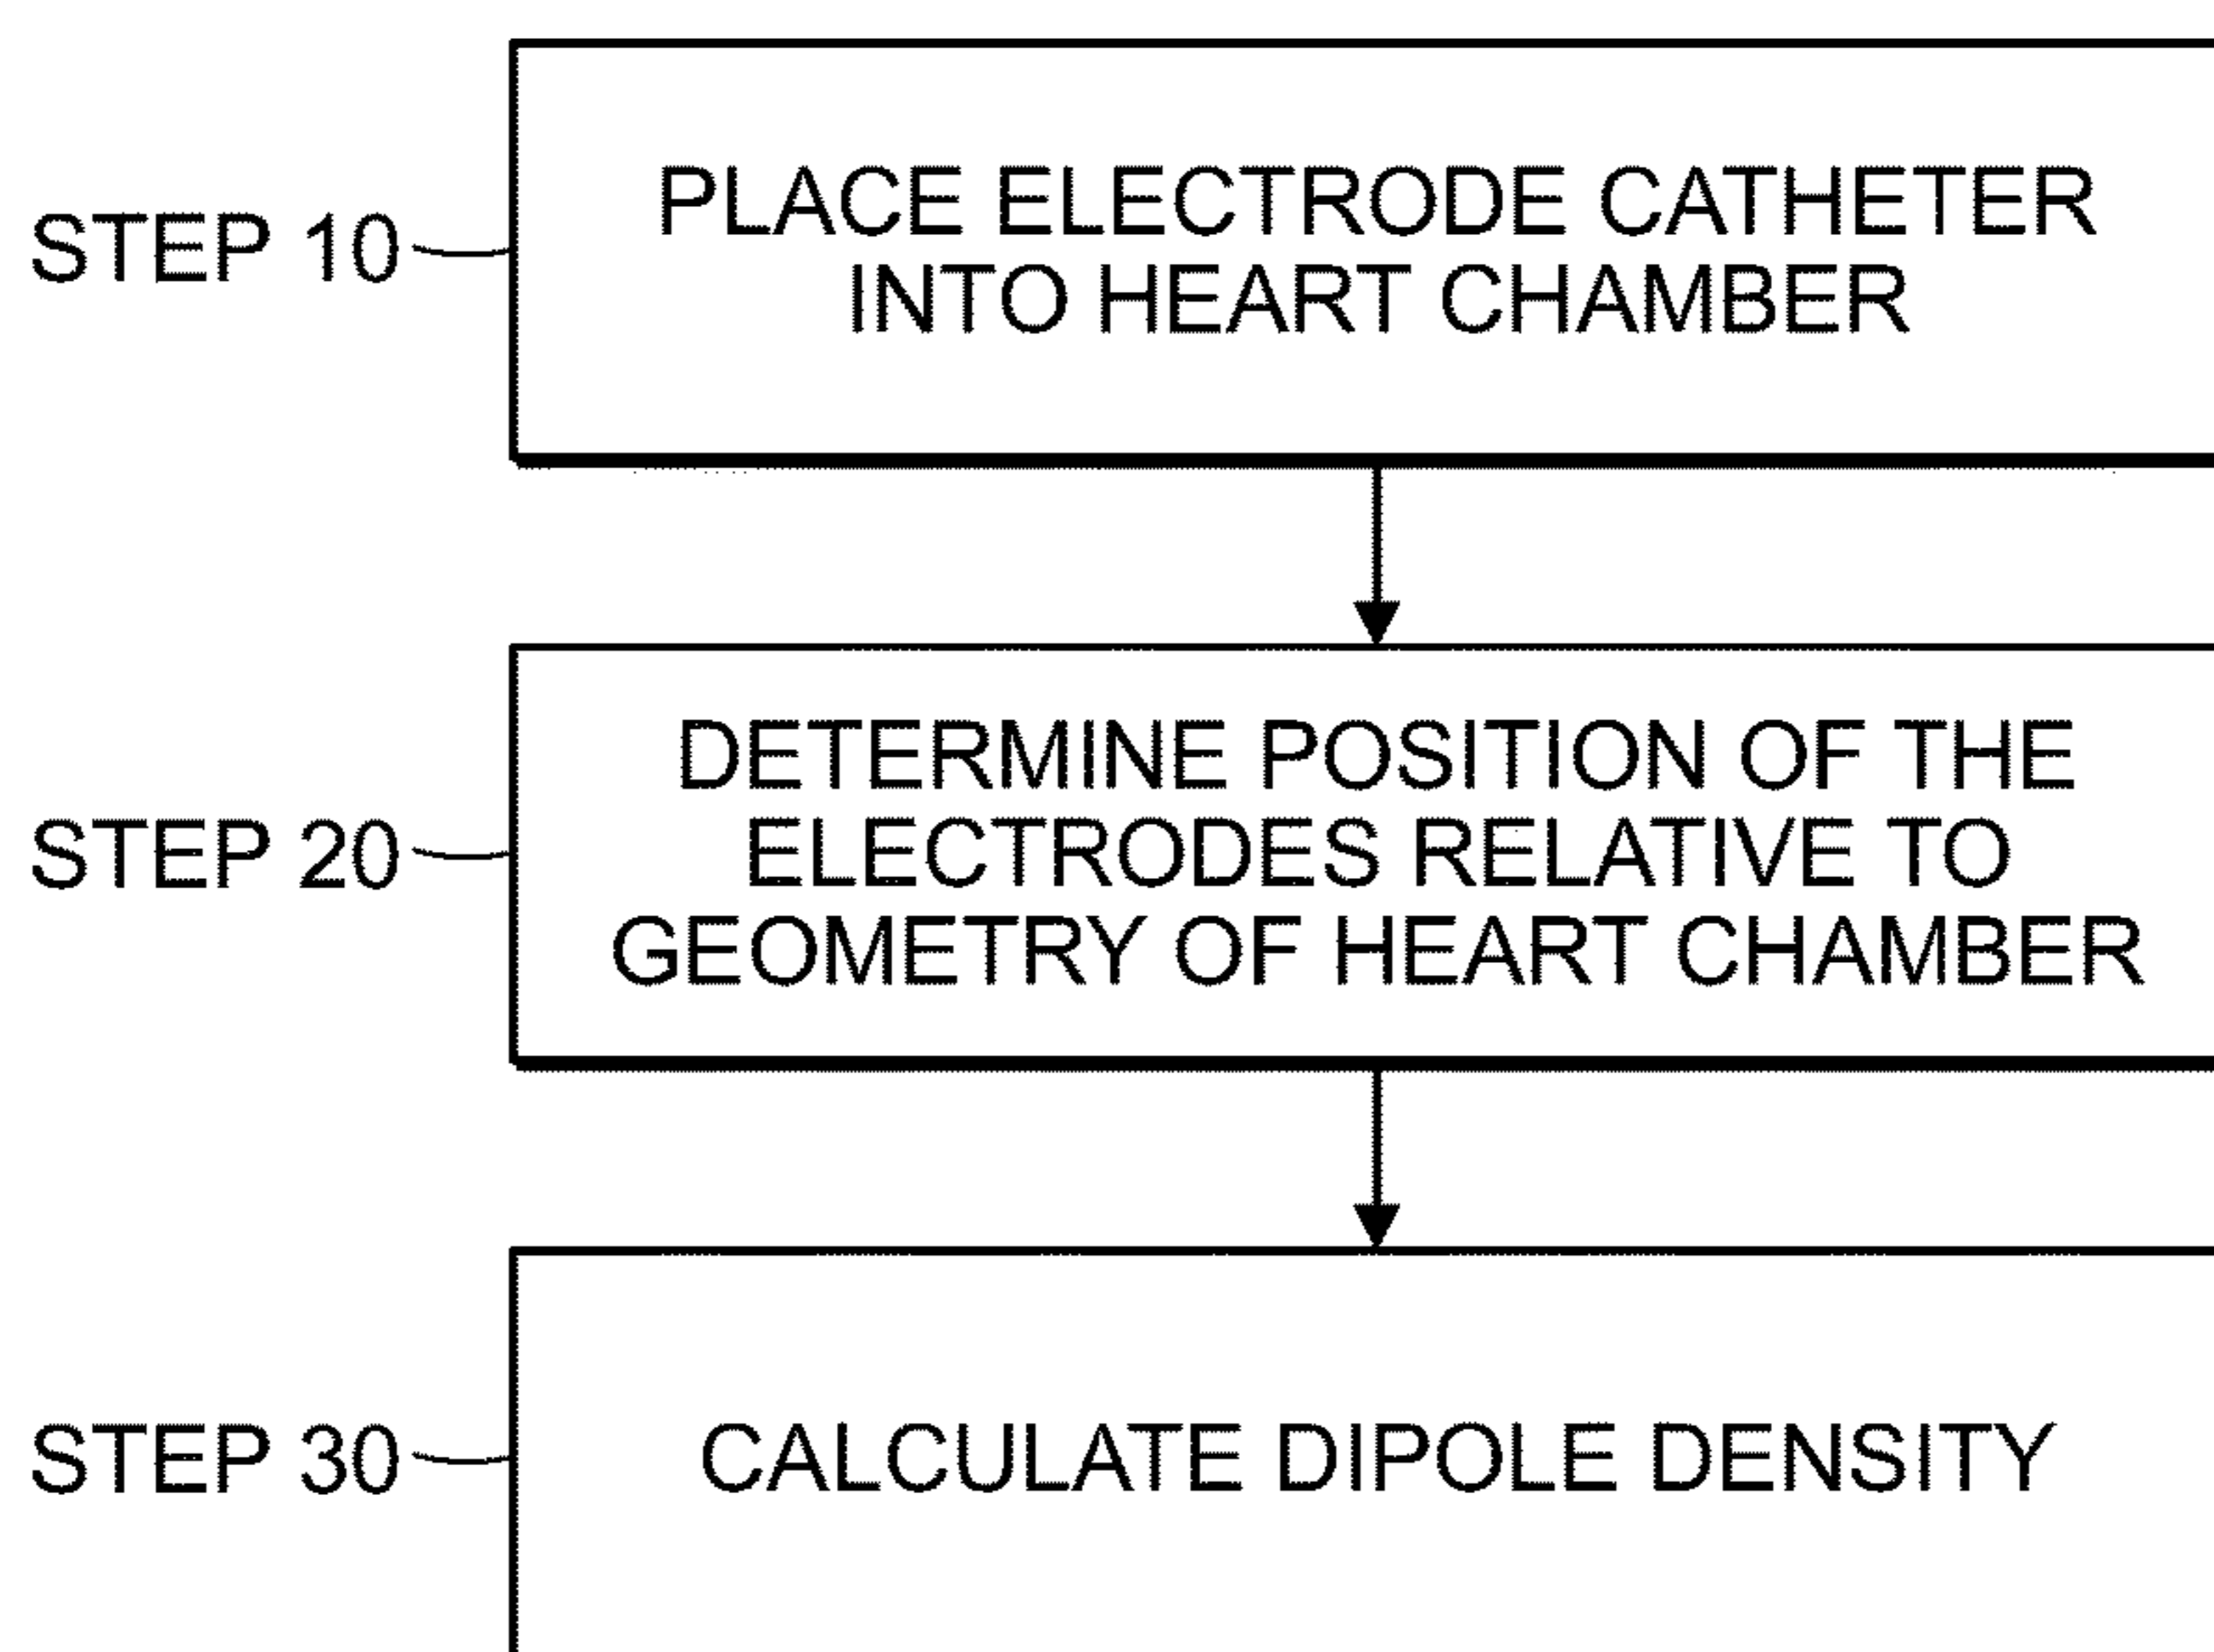 STEP 10
PLACE ELECTRODE CATHETER
INTO HEART CHAMBER
STEP 20
DETERMINE POSITION OF THE
ELECTRODES RELATIVE TO
GEOMETRY OF HEART CHAMBER
STEP 30
CALCULATE DIPOLE DENSITY